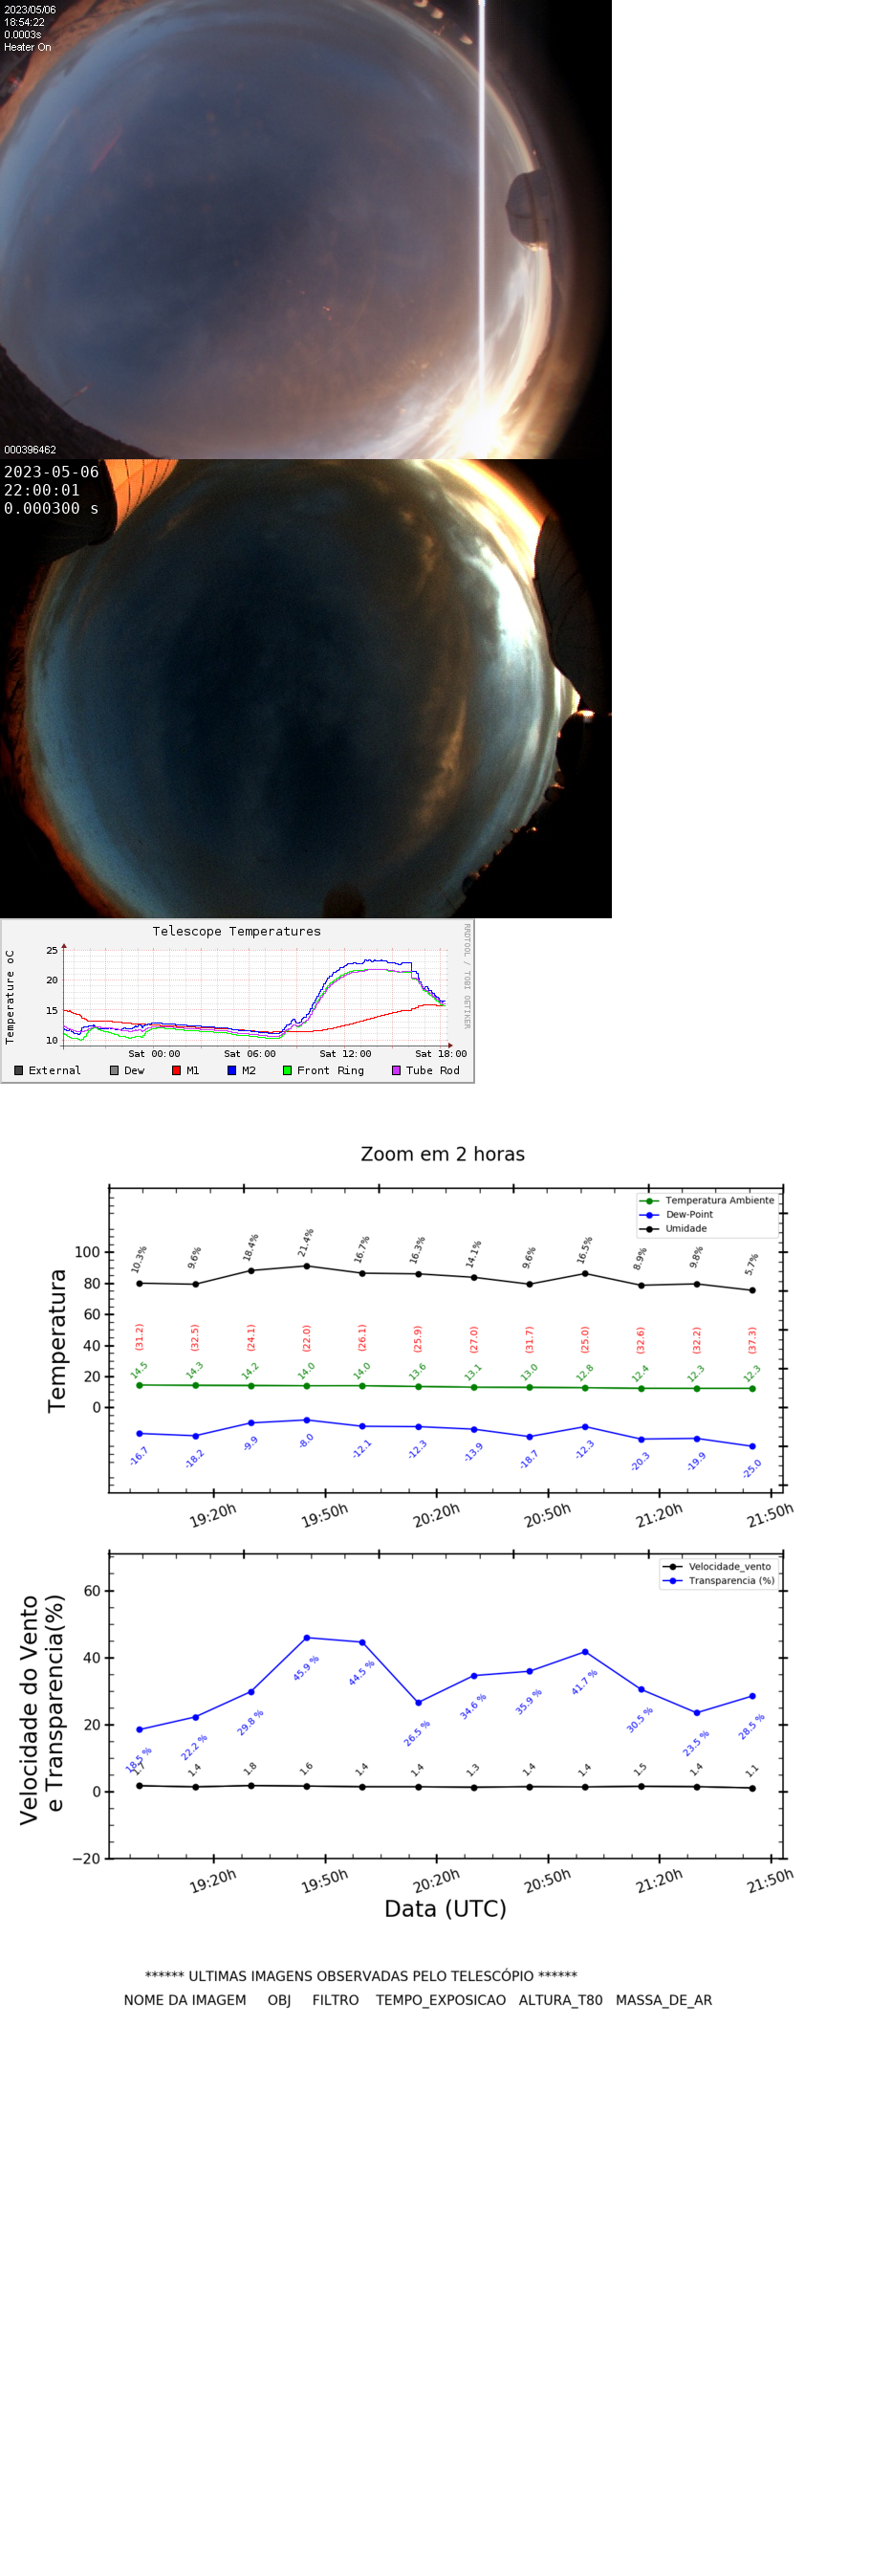 2023/05/06
18:54:22
0.0003s
Heater On
000396462
2023-05-06
22:00:01
0.000300 s
Telescope Temperatures
RRDTOOL / TOBI OETIKER
Temperature oC
25
20
15
10
Sat 00:00 Sat 06:00 Sat 12:00 Sat 18:00
External Dew M1 M2 Front Ring Tube Rod
Zoom em 2 horas
Temperatura Ambiente
Dew-Point
Umidade
Temperatura
100
80
60
40
20
0
10.3% 9.6% 18.4% 21.4% 16.7% 16.3% 14.1% 9.6% 16.5% 8.9% 9.8% 5.7%
(31.2) (32.5) (24.1) (22.0) (26.1) (25.9) (27.0) (31.7) (25.0) (32.6) (32.2) (37.3)
14.5 14.3 14.2 14.0 14.0 13.6 13.1 13.0 12.8 12.4 12.3 12.3
-16.7 -18.2 -9.9 -8.0 -12.1 -12.3 -13.9 -18.7 -12.3 -20.3 -19.9 -25.0
19:20h 19:50h 20:20h 20:50h 21:20h 21:50h
Velocidade_vento
Transparencia (%)
Velocidade do Vento
e Transparencia(%)
60
40
20
0
−20
18.5 % 22.2 % 29.8 % 45.9 % 44.5 % 26.5 % 34.6 % 35.9 % 41.7 % 30.5 % 23.5 % 28.5 %
1.7 1.4 1.8 1.6 1.4 1.4 1.3 1.4 1.4 1.5 1.4 1.1
19:20h 19:50h 20:20h 20:50h 21:20h 21:50h
Data (UTC)
****** ULTIMAS IMAGENS OBSERVADAS PELO TELESCÓPIO ******
NOME DA IMAGEM OBJ FILTRO TEMPO_EXPOSICAO ALTURA_T80 MASSA_DE_AR